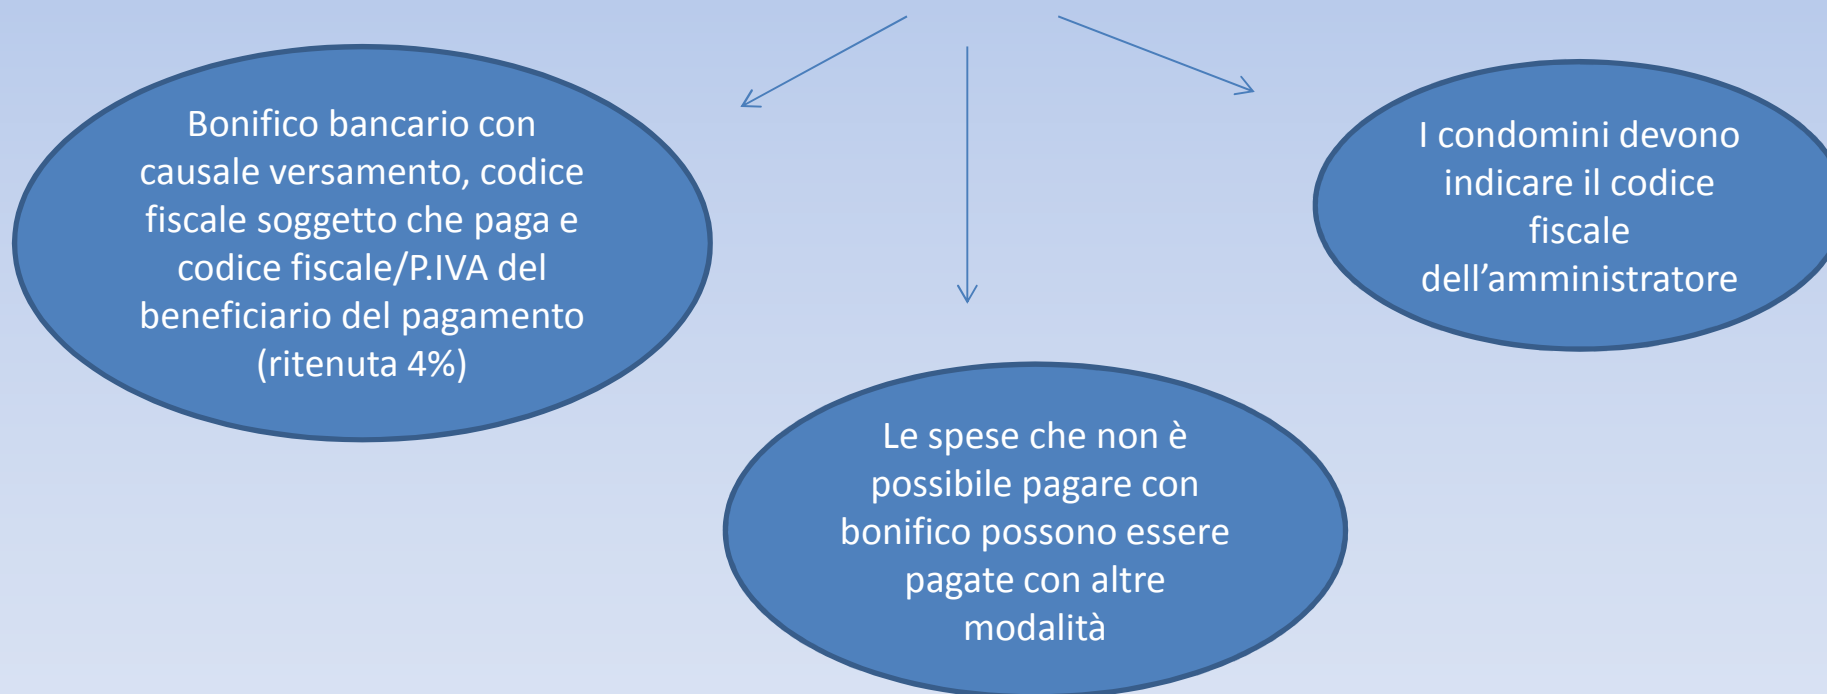 Bonifico bancario con
causale versamento, codice
fiscale soggetto che paga e
codice fiscale/P.IVA del
beneficiario del pagamento
(ritenuta 4%)
I condomini devono
indicare il codice
fiscale
dell’amministratore
Le spese che non è
possibile pagare con
bonifico possono essere
pagate con altre
modalità